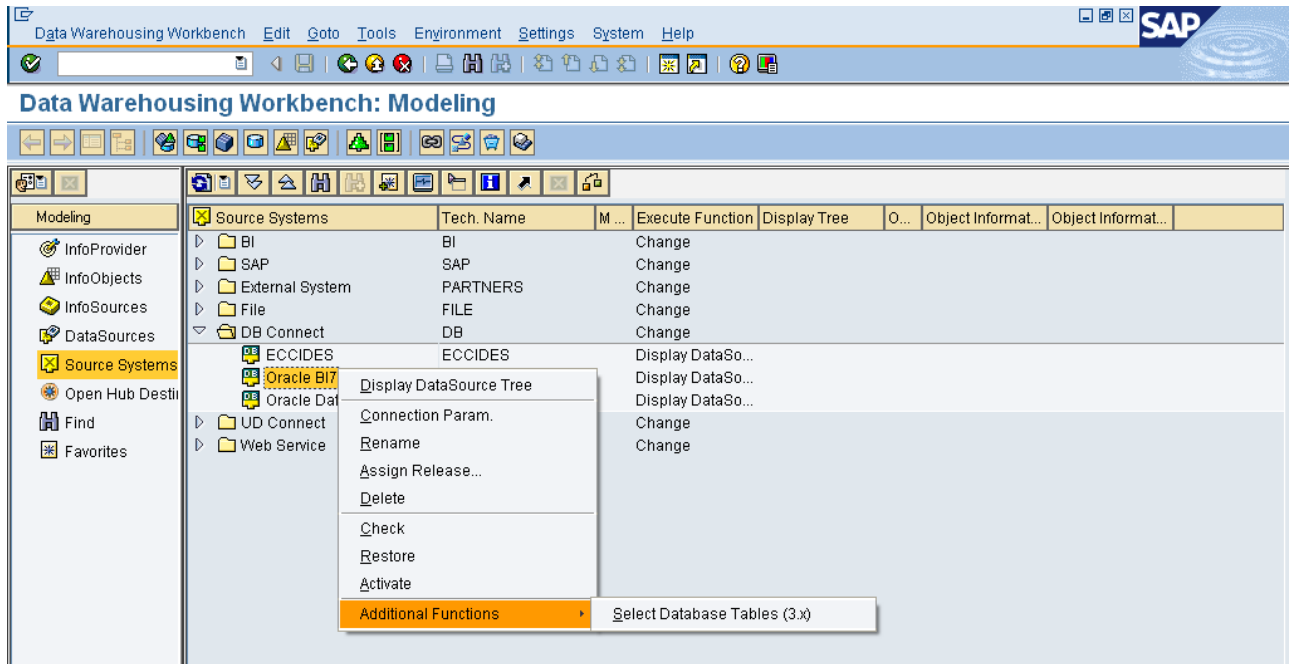 Data Warehousing Workbench Edit Goto Tools Environment Settings System Help
SAP
Data Warehousing Workbench: Modeling
Modeling
InfoProvider
InfoObjects
InfoSources
DataSources
Source Systems
Open Hub Desti
Find
Favorites
Source Systems Tech. Name M ... Execute Function Display Tree O... Object Informat... Object Informat...
BI BI Change
SAP SAP Change
External System PARTNERS Change
File FILE Change
DB Connect DB Change
ECCIDES ECCIDES Display DataSo...
Oracle BI7 Display DataSo...
Oracle Dat Display DataSo...
UD Connect Change
Web Service Change
Display DataSource Tree
Connection Param.
Rename
Assign Release...
Delete
Check
Restore
Activate
Additional Functions
Select Database Tables (3.x)